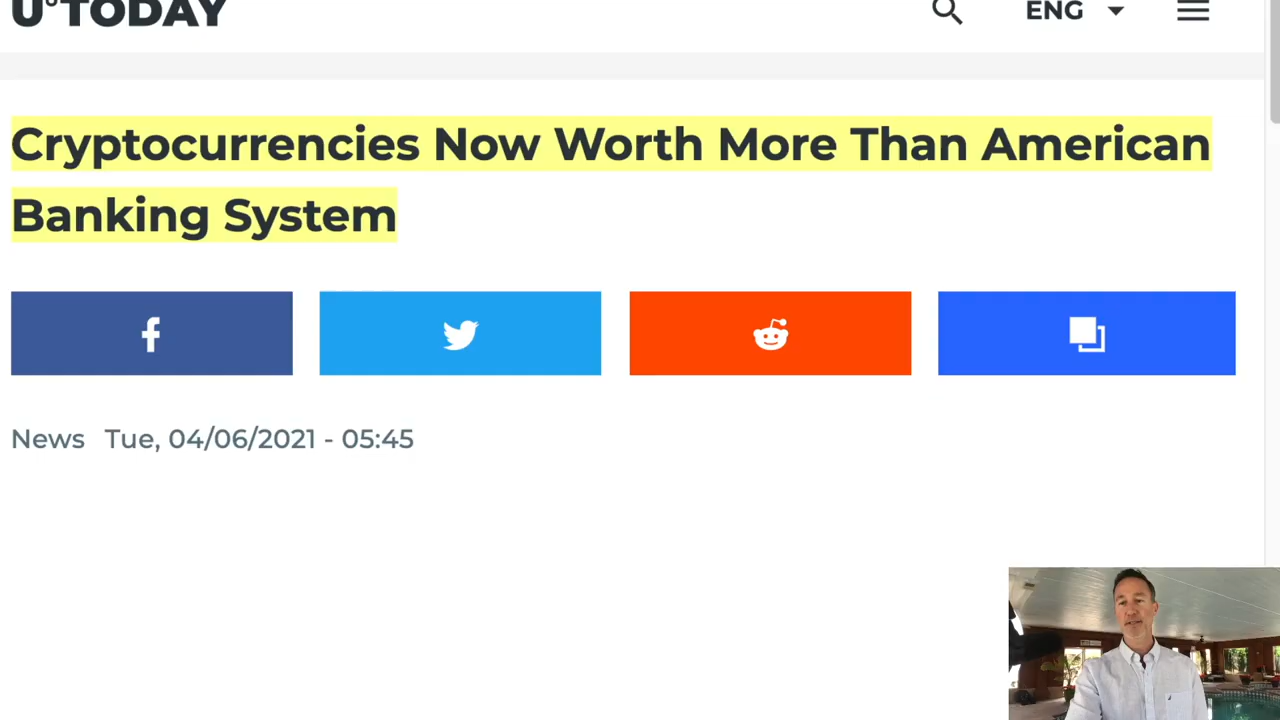 U°TODAY
ENG
Cryptocurrencies Now Worth More Than American
Banking System
News Tue, 04/06/2021 - 05:45